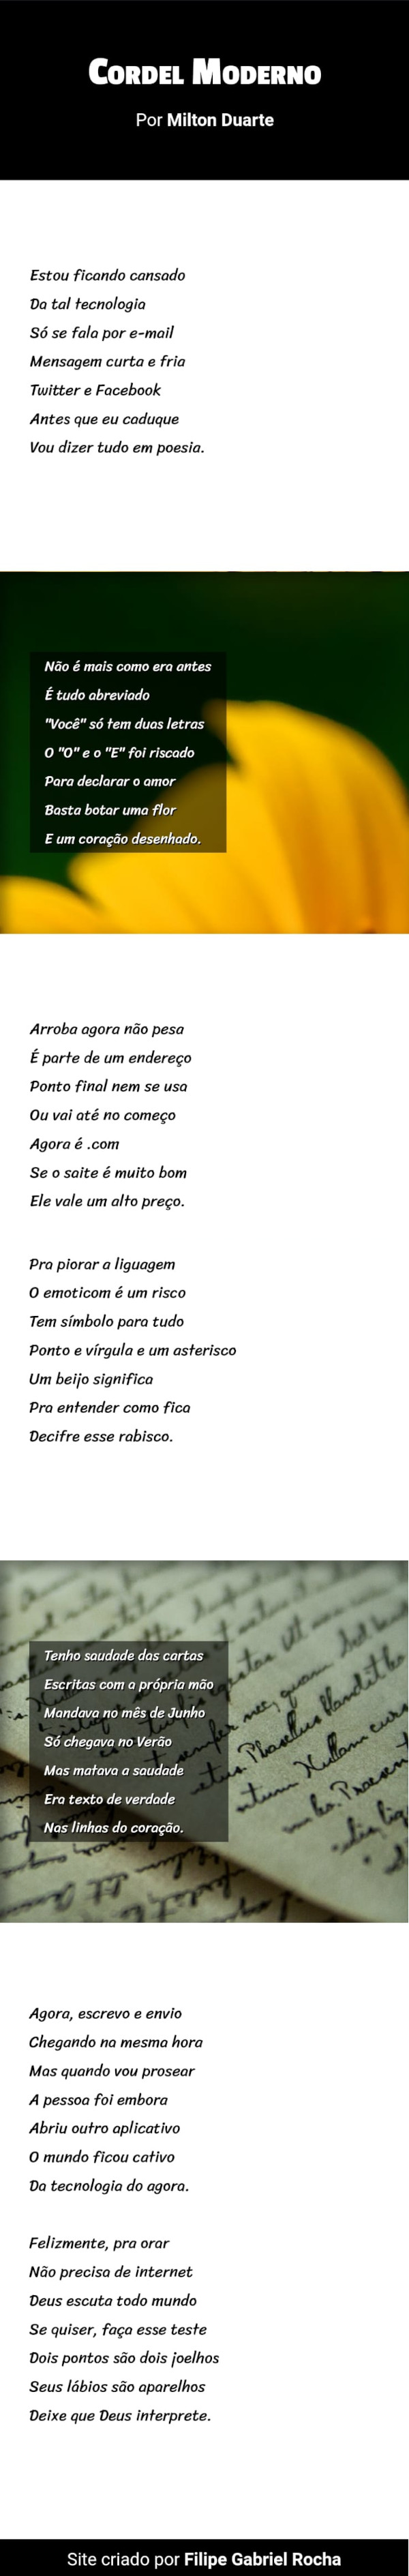 Cordel Moderno
Por Milton Duarte
Estou ficando cansado
Da tal tecnologia
Só se fala por e-mail
Mensagem curta e fria
Twitter e Facebook
Antes que eu caduque
Vou dizer tudo em poesia.
Não é mais como era antes
É tudo abreviado
"Você" só tem duas letras
O "O" e o "E" foi riscado
Para declarar o amor
Basta botar uma flor
E um coração desenhado.
Arroba agora não pesa
É parte de um endereço
Ponto final nem se usa
Ou vai até no começo
Agora é .com
Se o saite é muito bom
Ele vale um alto preço.
Pra piorar a liguagem
O emoticom é um risco
Tem símbolo para tudo
Ponto e vírgula e um asterisco
Um beijo significa
Pra entender como fica
Decifre esse rabisco.
Tenho saudade das cartas
Escritas com a própria mão
Mandava no mês de Junho
Só chegava no Verão
Mas matava a saudade
Era texto de verdade
Nas linhas do coração.
Agora, escrevo e envio
Chegando na mesma hora
Mas quando vou prosear
A pessoa foi embora
Abriu outro aplicativo
O mundo ficou cativo
Da tecnologia do agora.
Felizmente, pra orar
Não precisa de internet
Deus escuta todo mundo
Se quiser, faça esse teste
Dois pontos são dois joelhos
Seus lábios são aparelhos
Deixe que Deus interprete.
Site criado por Filipe Gabriel Rocha